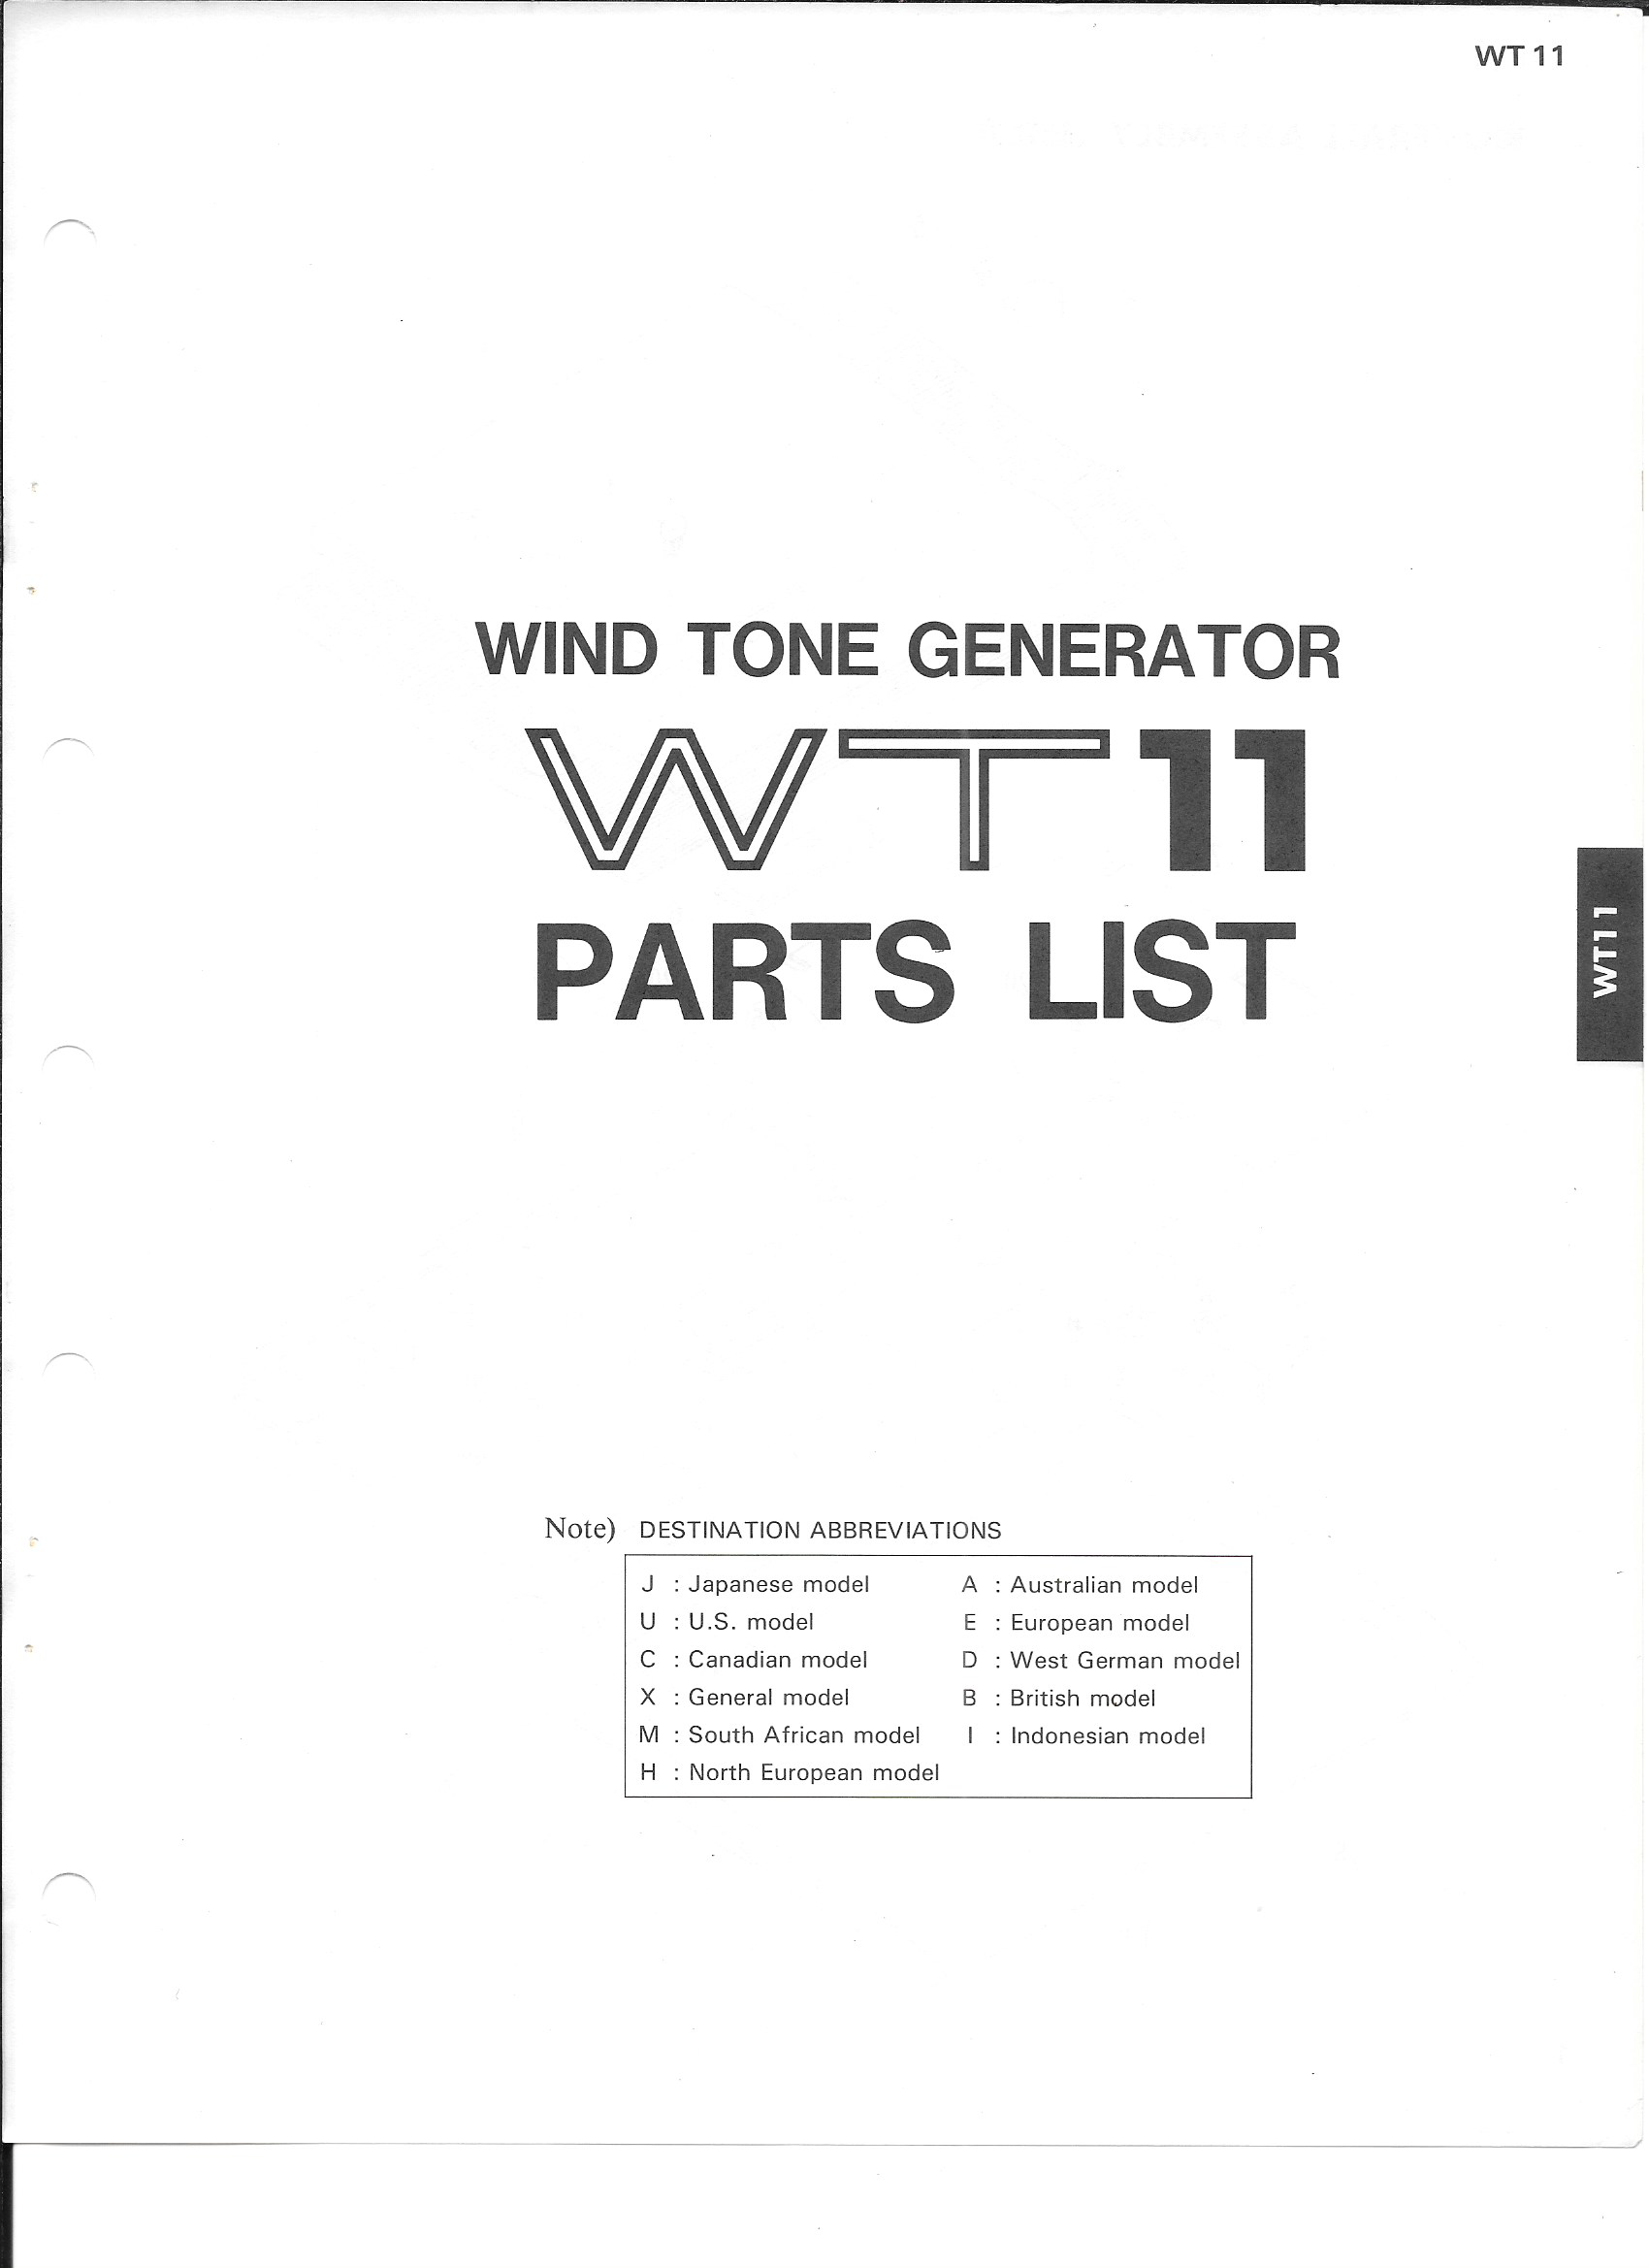 WT 11
WIND TONE GENERATOR
WT11
PARTS LIST
WT11
Note) DESTINATION ABBREVIATIONS
J : Japanese model A : Australian model
U : U.S. model E : European model
C : Canadian model D : West German model
X : General model B : British model
M : South African model I : Indonesian model
H : North European model